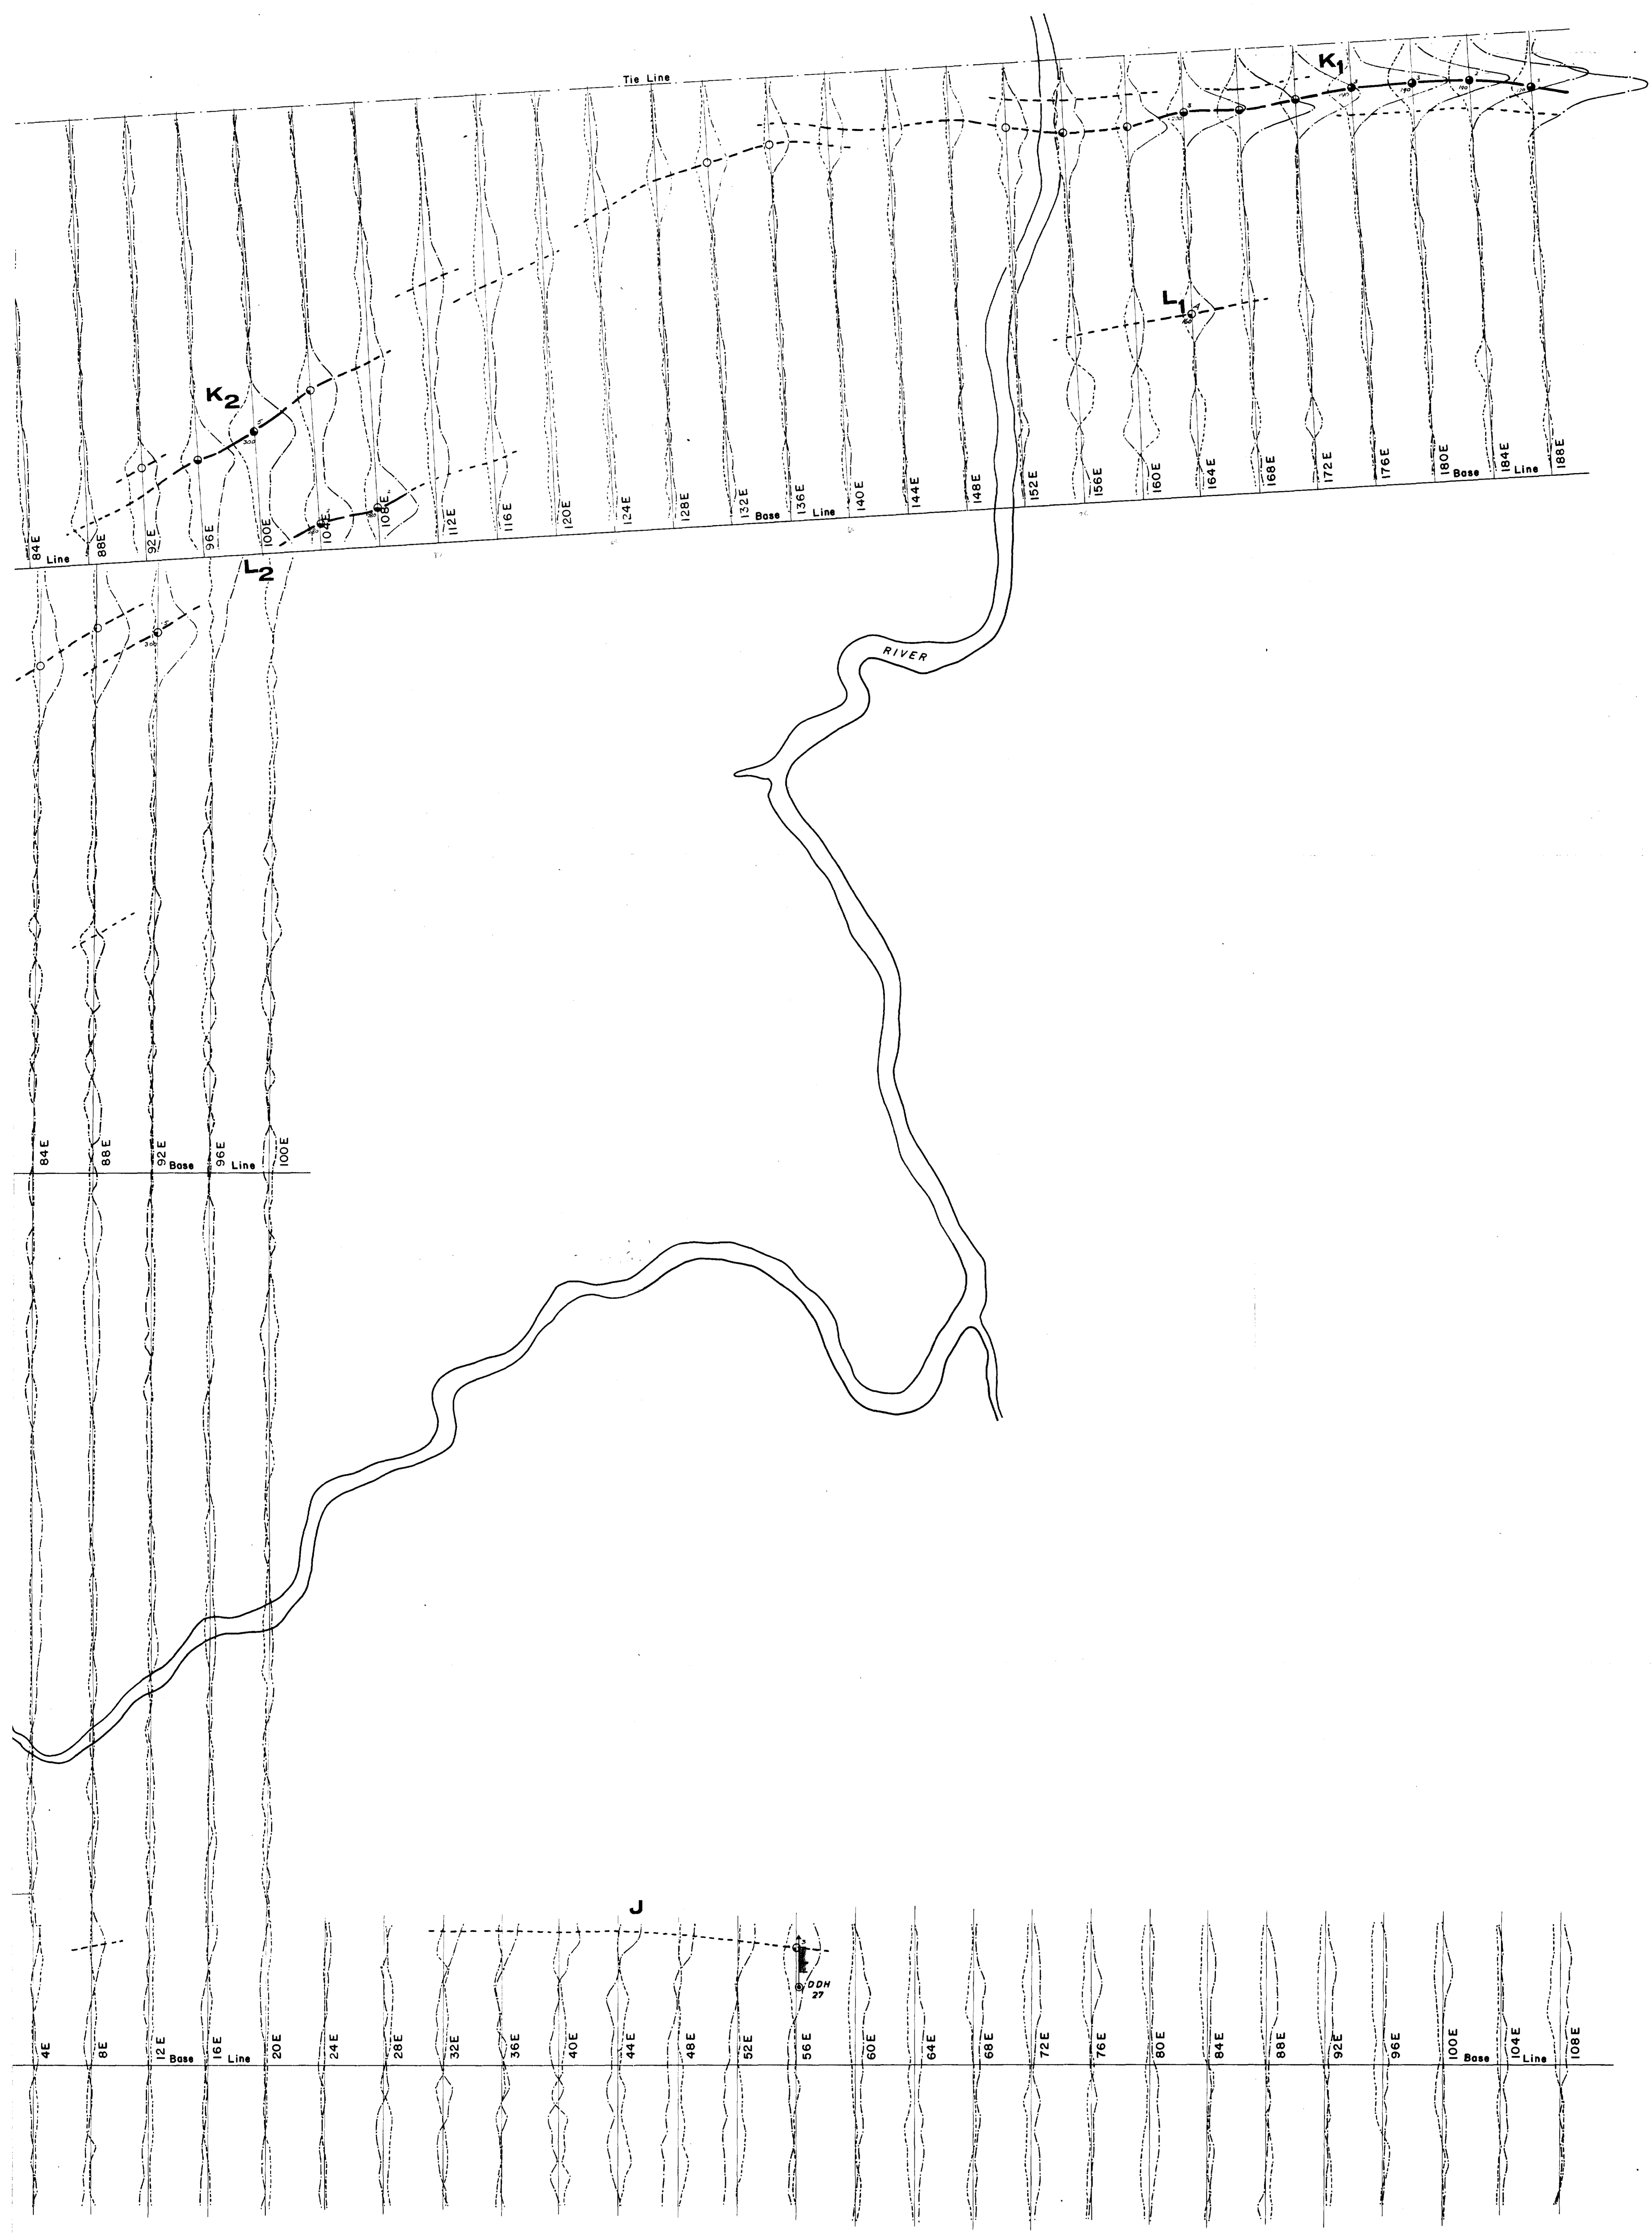 Tie Line
K1
L1
K2
84E 88E 92E 96E 100E 104E 108E 112E 116E 120E 124E 128E 132E 136E 140E 144E 148E 152E 156E 160E 164E 168E 172E 176E 180E 184E 188E
Line
Base Line
Base Line
300
L2
300
RIVER
84E 88E 92E 96E 100E
Base Line
J
DDH
27
4E 8E 12E 16E 20E 24E 28E 32E 36E 40E 44E 48E 52E 56E 60E 64E 68E 72E 76E 80E 84E 88E 92E 96E 100E 104E 108E
Base Line
Base Line